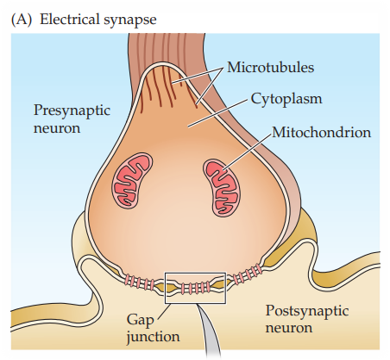 (A) Electrical synapse
Microtubules
Cytoplasm
Presynaptic
neuron
Mitochondrion
Gap
junction
Postsynaptic
neuron